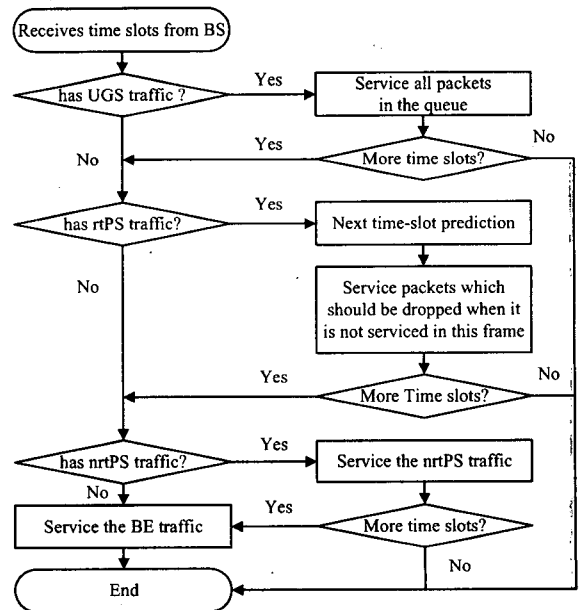 Receives time slots from BS
Yes
has UGS traffic ?
Service all packets
in the queue
No
Yes
No
More time slots?
has rtPS traffic?
Yes
Next time-slot prediction
No
Service packets which
should be dropped when it
is not serviced in this frame
Yes
No
More Time slots?
has nrtPS traffic?
Yes
Service the nrtPS traffic
No
Service the BE traffic
Yes
More time slots?
No
End